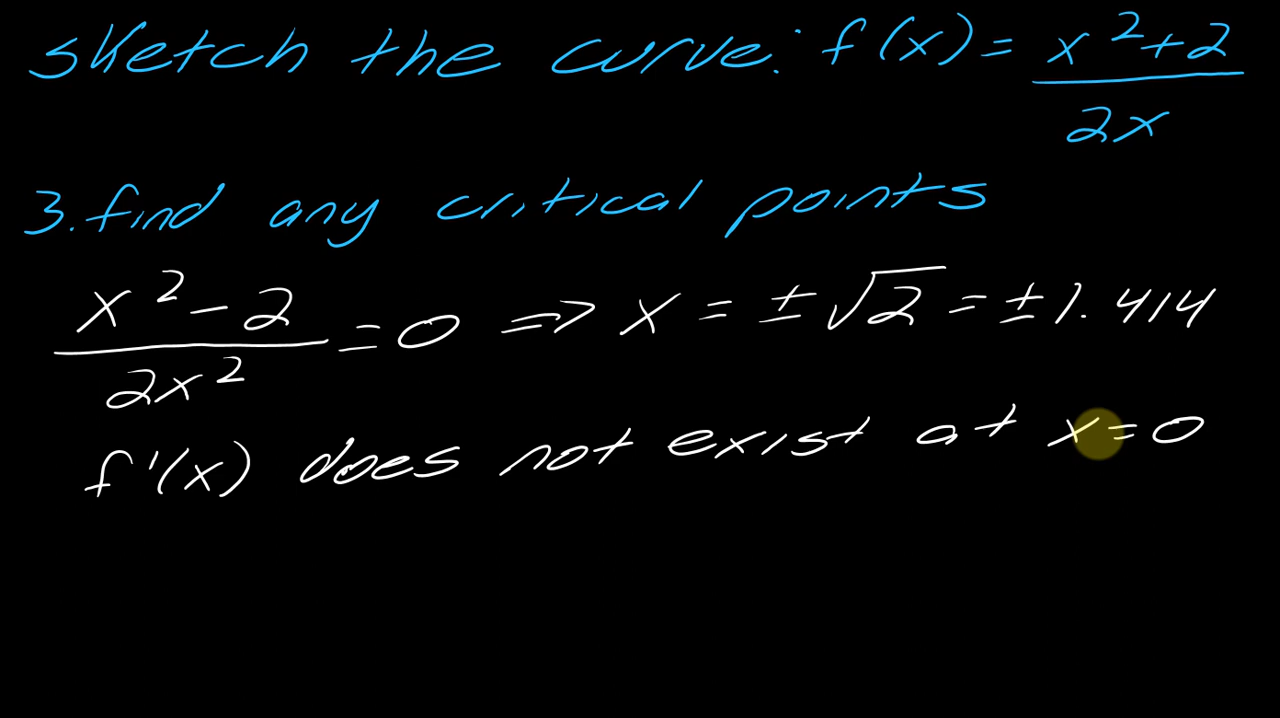 sketch the curve: f(x) = x²+2 / 2x
3. find any critical points
x²-2 / 2x² = 0 ⇒ x = ±√2 = ±1.414
f'(x) does not exist at x=0